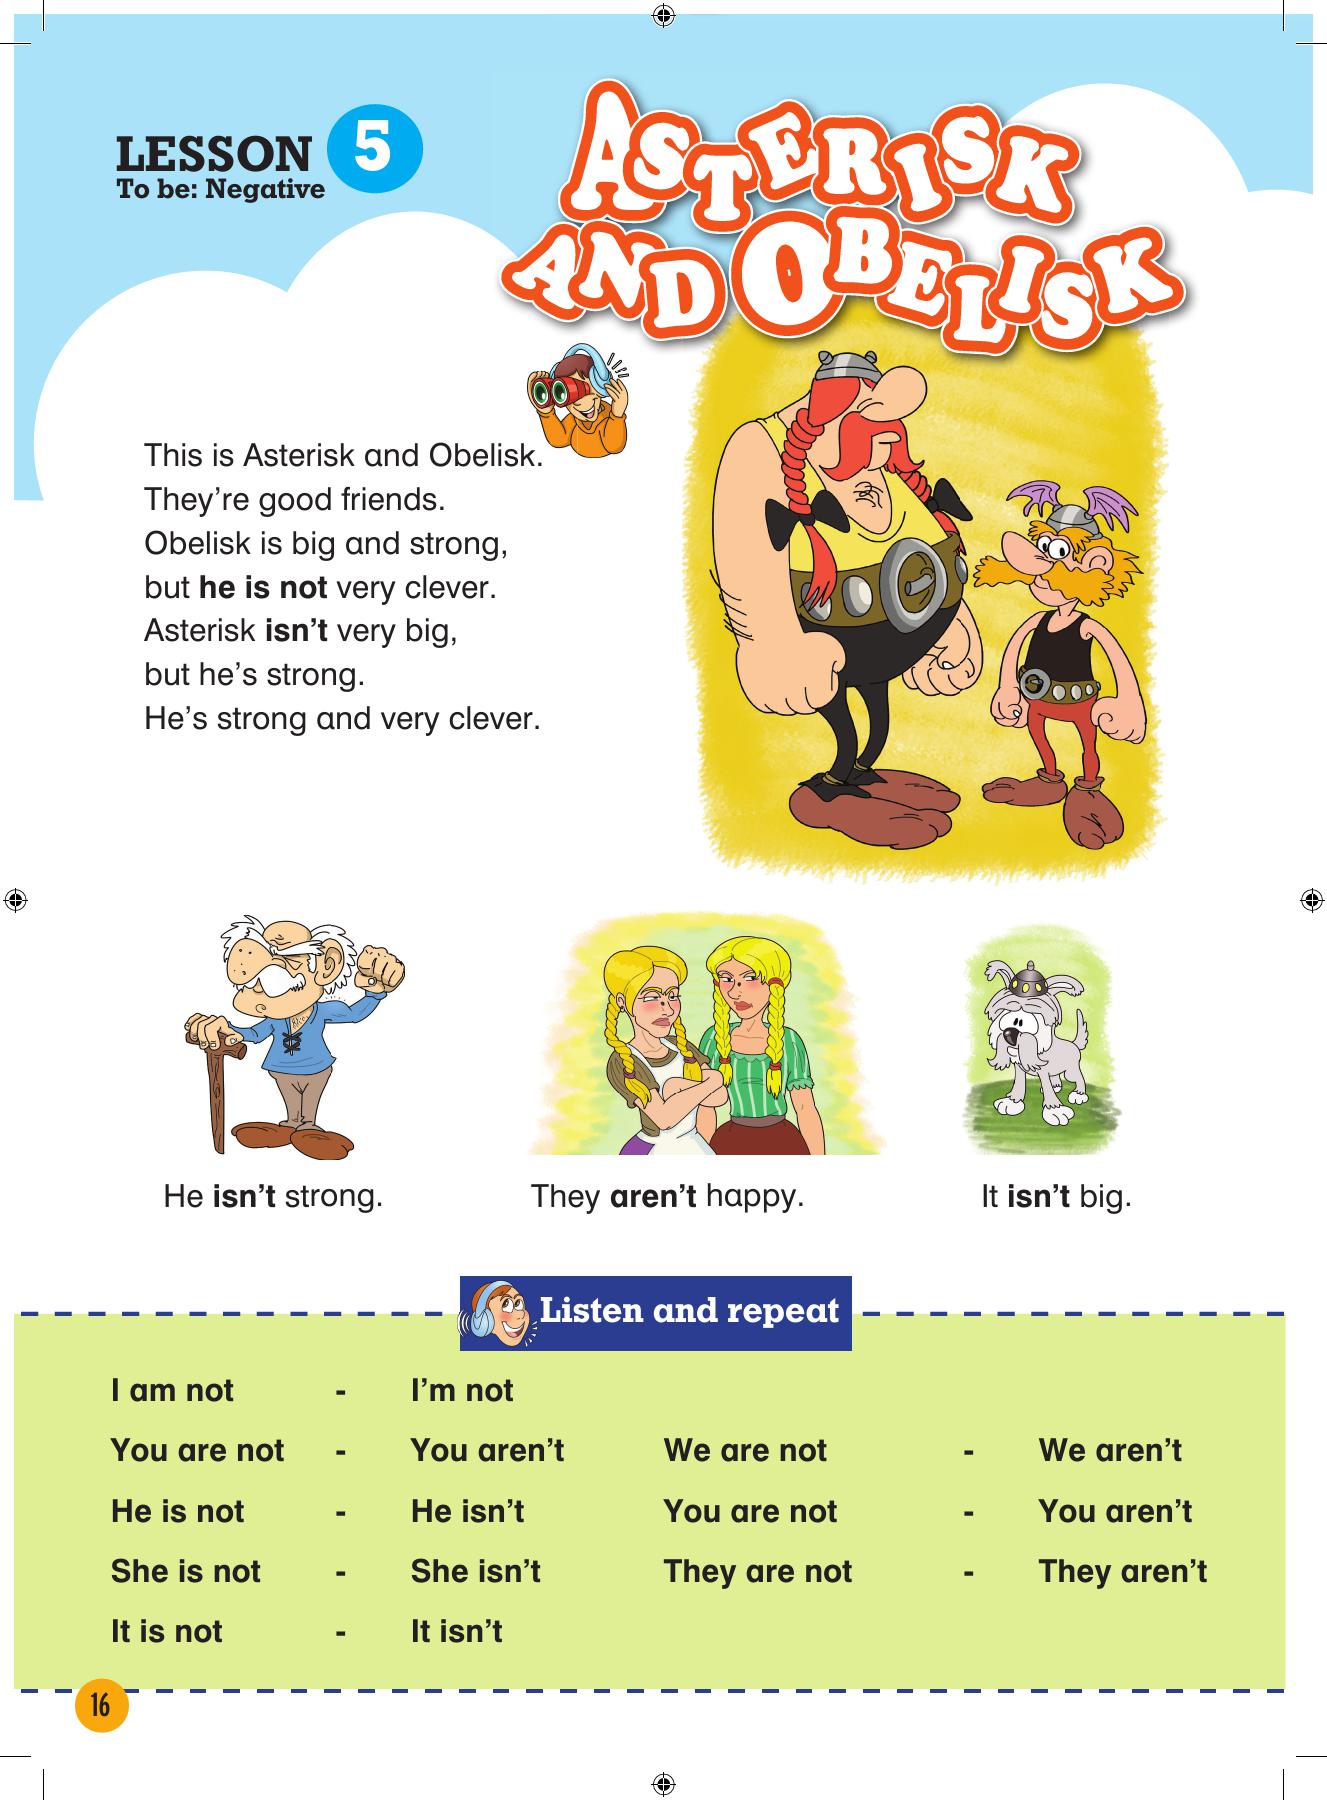 LESSON 5
To be: Negative
ASTERISK
AND OBELISK
This is Asterisk and Obelisk.
They’re good friends.
Obelisk is big and strong,
but he is not very clever.
Asterisk isn’t very big,
but he’s strong.
He’s strong and very clever.
He isn’t strong.
They aren’t happy.
It isn’t big.
Listen and repeat
I am not - I’m not
You are not - You aren’t We are not - We aren’t
He is not - He isn’t You are not - You aren’t
She is not - She isn’t They are not - They aren’t
It is not - It isn’t
16